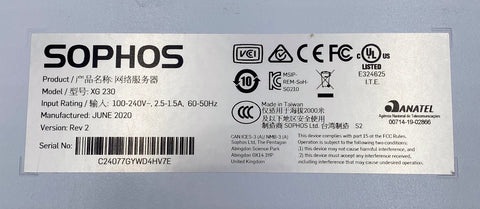 SOPHOS
Product / 产品名称: 网络服务器
Model / 型号: XG 230
Input Rating / 输入: 100-240V~, 2.5-1.5A, 60-50Hz
Manufactured: JUNE 2020
Version: Rev 2
Serial Number:
C24077GYWD4HV7E
VCCI
FC
CE
UL
US
LISTED
E324625
I.T.E.
10
MSIP-
REM-SoH-
SG210
CCC
Made in Taiwan
仅适用于海拔2000米
以下地区安全使用
制造商 SOPHOS Ltd. 台湾制造 S2
ANATEL
Agência Nacional de Telecomunicações
00714-19-02866
CAN ICES-3 (A)/ NMB-3 (A)
Sophos Ltd, The Pentagon
Abingdon Science Park
Abingdon OX14 3YP
United Kingdom
This device complies with part 15 of the FCC Rules.
Operation is subject to the following two conditions:
(1) this device may not cause harmful interference, and
(2) this device must accept any interference received,
including interference that may cause undesired